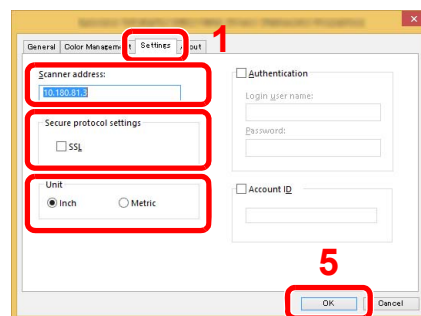 General Color Management Settings About
1
Scanner address:
10.180.81.3
Authentication
Login user name:
Password:
Secure protocol settings
SSL
Unit
Inch Metric
Account ID
5
OK Cancel